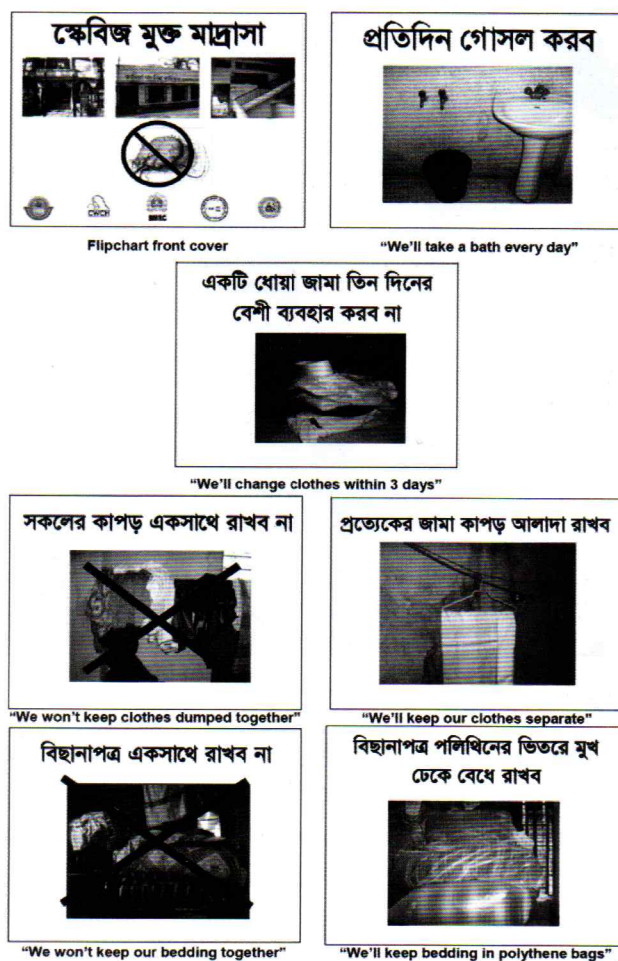 স্কেবিজ মুক্ত মাদ্রাসা
CWCH
Flipchart front cover
প্রতিদিন গোসল করব
“We’ll take a bath every day”
একটি ধোয়া জামা তিন দিনের
বেশী ব্যবহার করব না
“We’ll change clothes within 3 days”
সকলের কাপড় একসাথে রাখব না
“We won’t keep clothes dumped together”
প্রত্যেকের জামা কাপড় আলাদা রাখব
“We’ll keep our clothes separate”
বিছানাপত্র একসাথে রাখব না
“We won’t keep our bedding together”
বিছানাপত্র পলিথিনের ভিতরে মুখ
ঢেকে বেধে রাখব
“We’ll keep bedding in polythene bags”